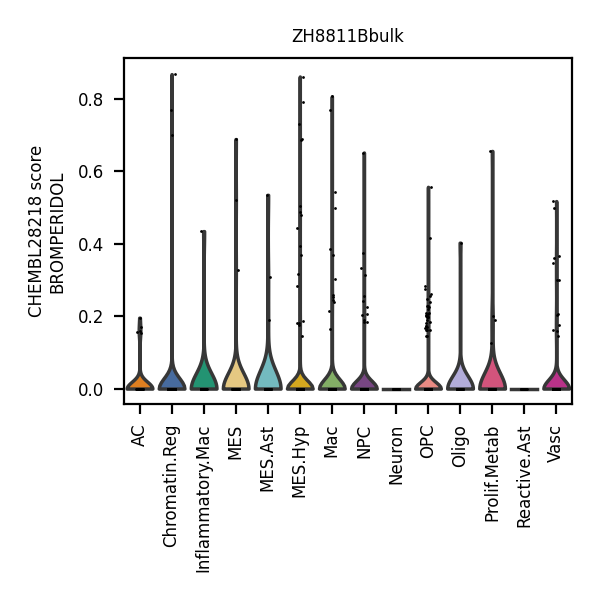 ZH8811Bbulk
CHEMBL28218 score
BROMPERIDOL
0.8
0.6
0.4
0.2
0.0
AC
Chromatin.Reg
Inflammatory.Mac
MES
MES.Ast
MES.Hyp
Mac
NPC
Neuron
OPC
Oligo
Prolif.Metab
Reactive.Ast
Vasc